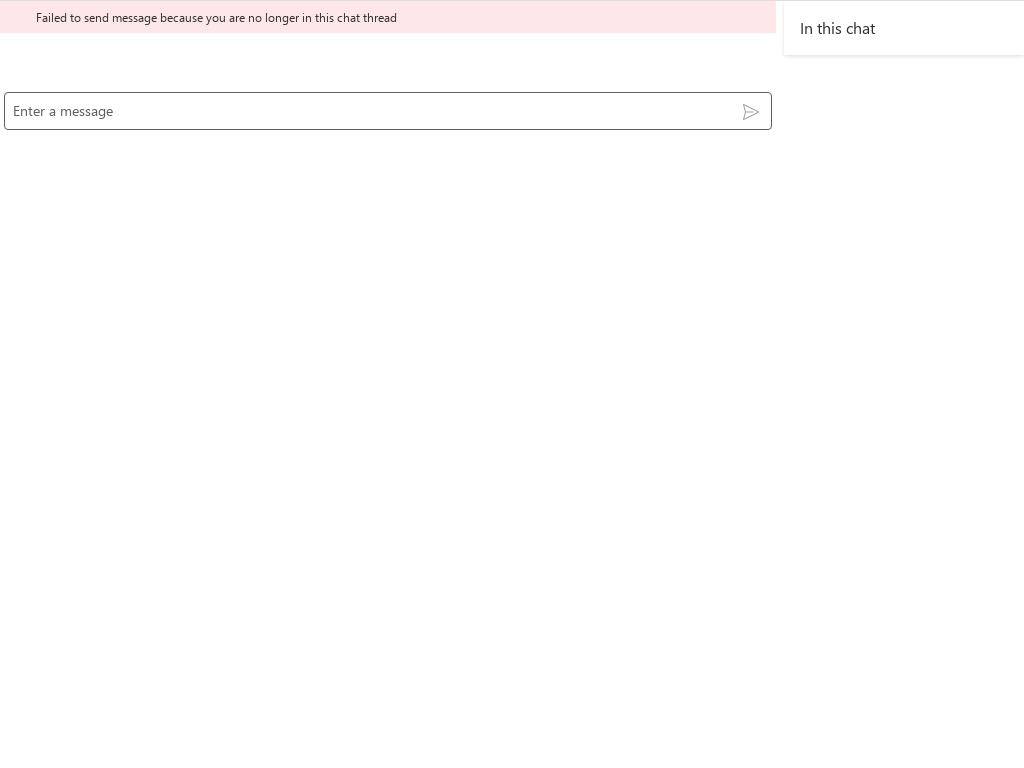 Failed to send message because you are no longer in this chat thread
In this chat
Enter a message